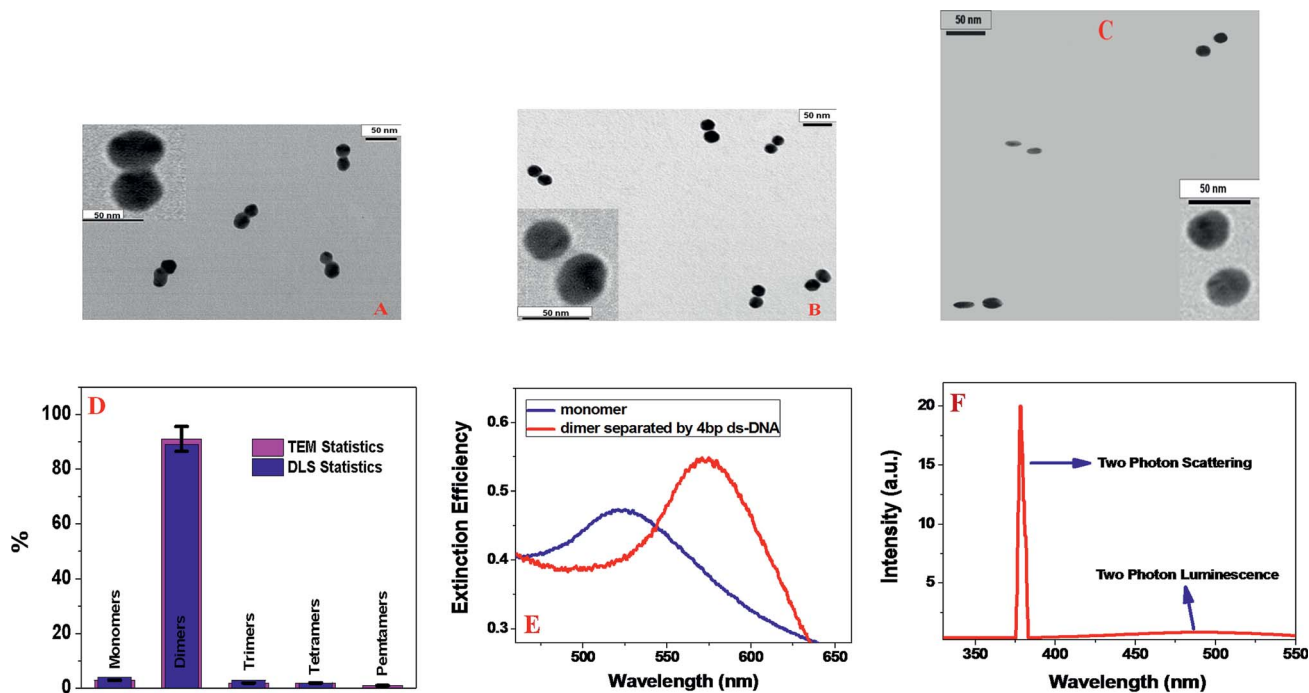 50 nm
50 nm
A
50 nm
50 nm
B
50 nm
C
50 nm
D
100
80
60
40
20
0
%
TEM Statistics
DLS Statistics
Monomers
Dimers
Trimers
Tetramers
Pentamers
0.6
0.5
0.4
0.3
Extinction Efficiency
monomer
dimer separated by 4bp ds-DNA
E
500
550
600
650
Wavelength (nm)
F
20
15
10
5
Intensity (a.u.)
Two Photon Scattering
Two Photon Luminescence
350
400
450
500
550
Wavelength (nm)